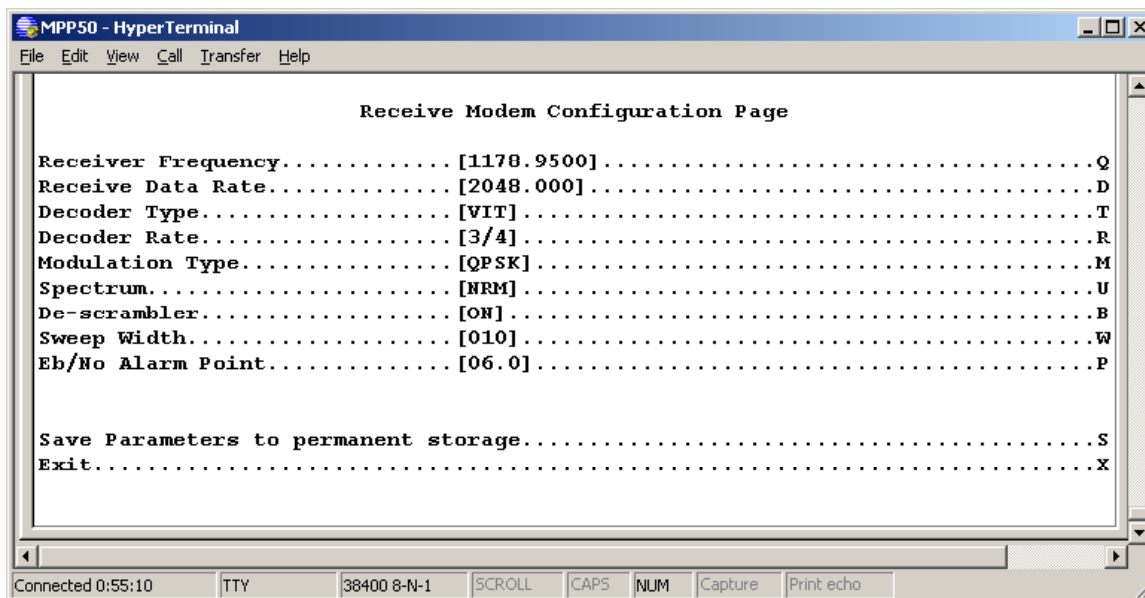 MPP50 - HyperTerminal
File Edit View Call Transfer Help
Receive Modem Configuration Page
Receiver Frequency.............[1178.9500].....................................Q
Receive Data Rate..............[2048.000]......................................D
Decoder Type...................[VIT]...........................................T
Decoder Rate...................[3/4]...........................................R
Modulation Type................[QPSK]..........................................M
Spectrum.......................[NRM]...........................................U
De-scrambler...................[ON]............................................B
Sweep Width....................[010]...........................................W
Eb/No Alarm Point..............[06.0]..........................................P
Save Parameters to permanent storage...........................................S
Exit...........................................................................X
Connected 0:55:10 TTY 38400 8-N-1 SCROLL CAPS NUM Capture Print echo